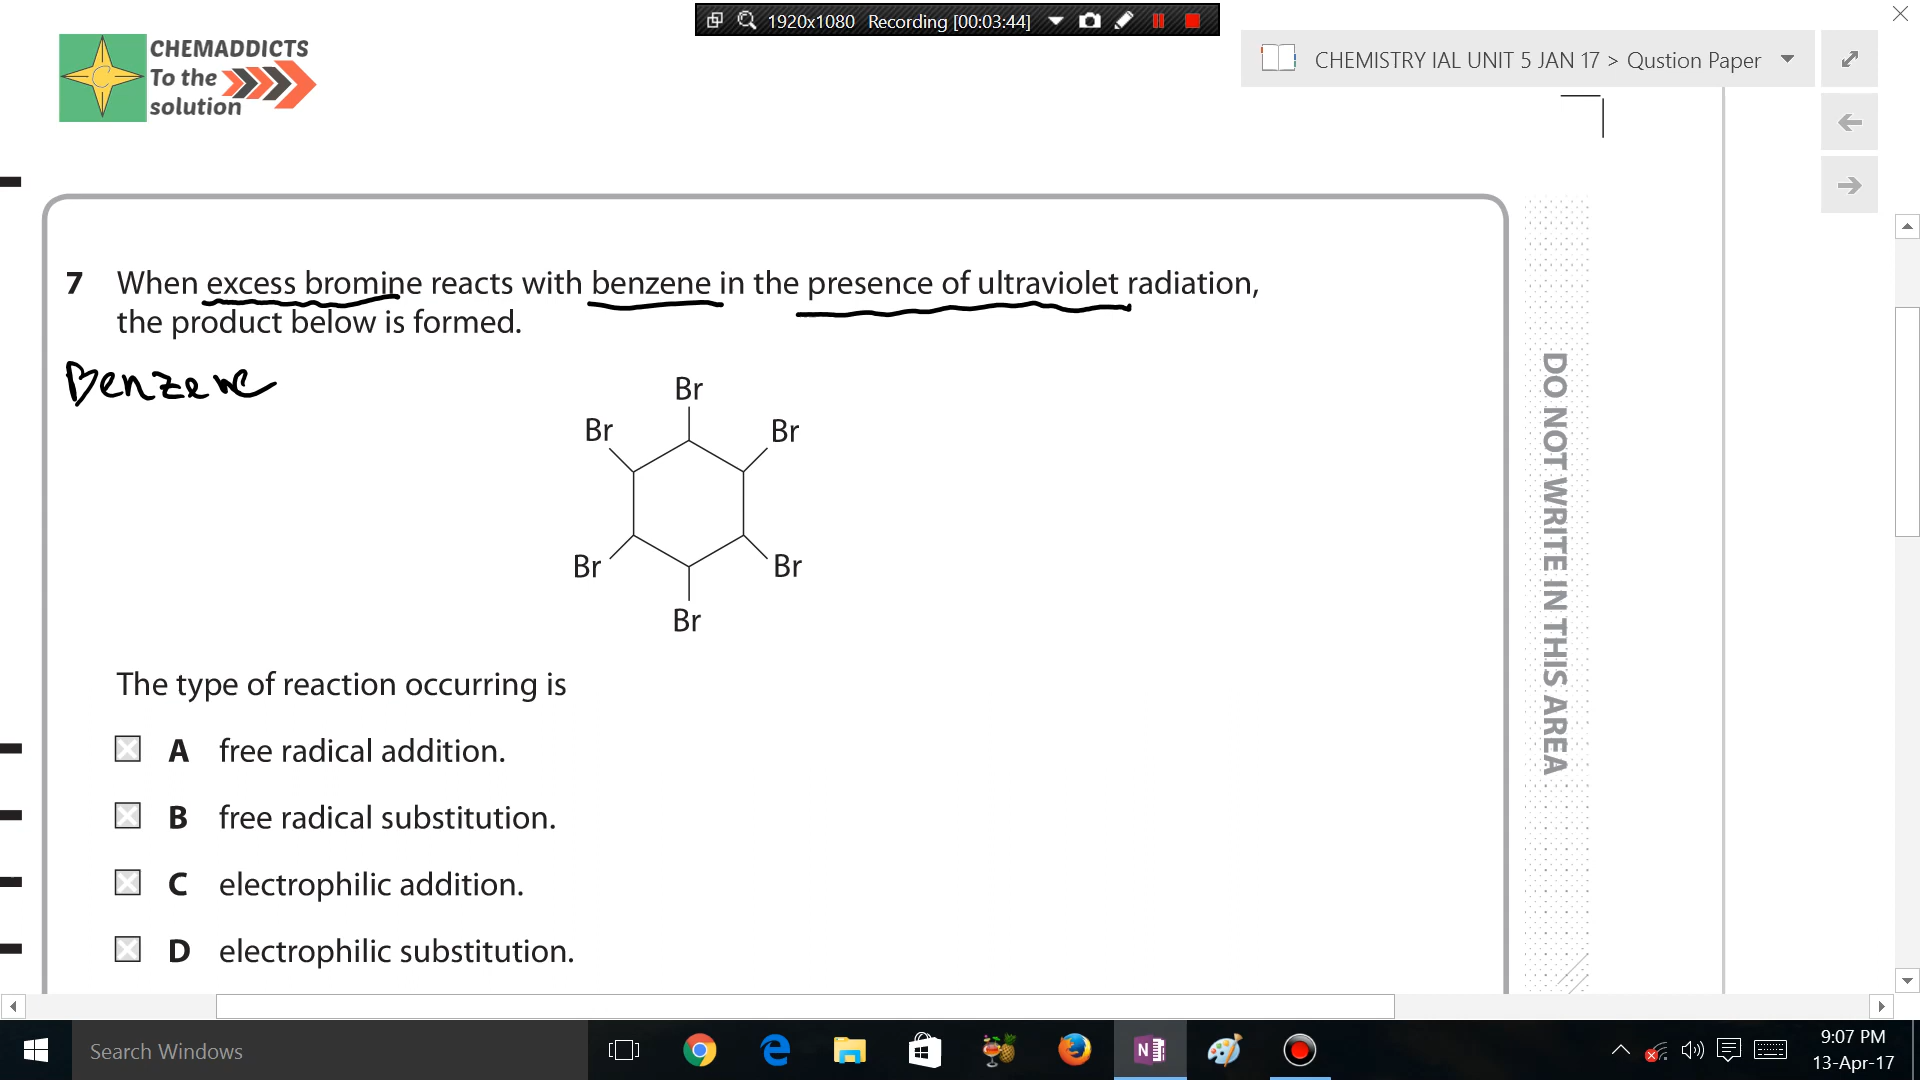 1920x1080 Recording [00:03:44]
CHEMADDICTS
To the
solution
CHEMISTRY IAL UNIT 5 JAN 17 > Qustion Paper
7 When excess bromine reacts with benzene in the presence of ultraviolet radiation,
the product below is formed.
Benzene
Br
Br Br
Br Br
Br
The type of reaction occurring is
A free radical addition.
B free radical substitution.
C electrophilic addition.
D electrophilic substitution.
DO NOT WRITE IN THIS AREA
Search Windows
9:07 PM
13-Apr-17